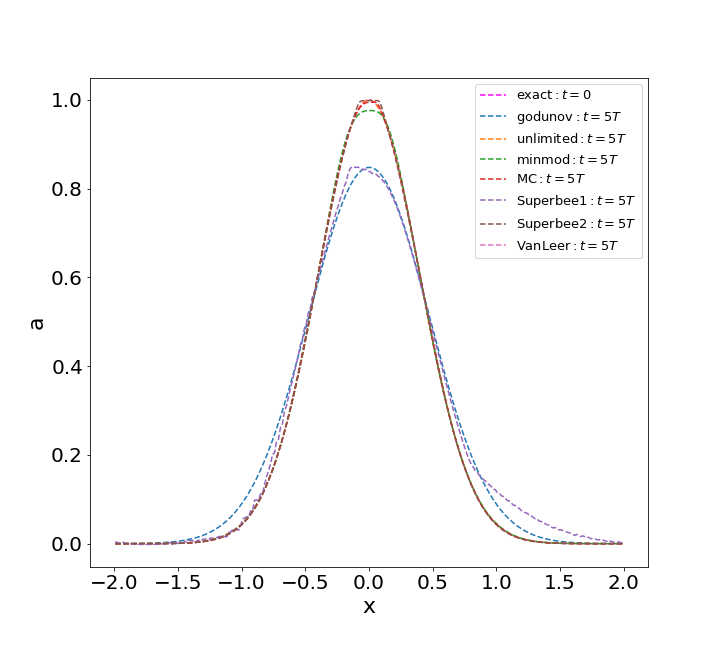 exact: t = 0
godunov: t = 5T
unlimited: t = 5T
minmod: t = 5T
MC: t = 5T
Superbee1: t = 5T
Superbee2: t = 5T
VanLeer: t = 5T
1.0
0.8
0.6
0.4
0.2
0.0
a
−2.0 −1.5 −1.0 −0.5 0.0 0.5 1.0 1.5 2.0
x